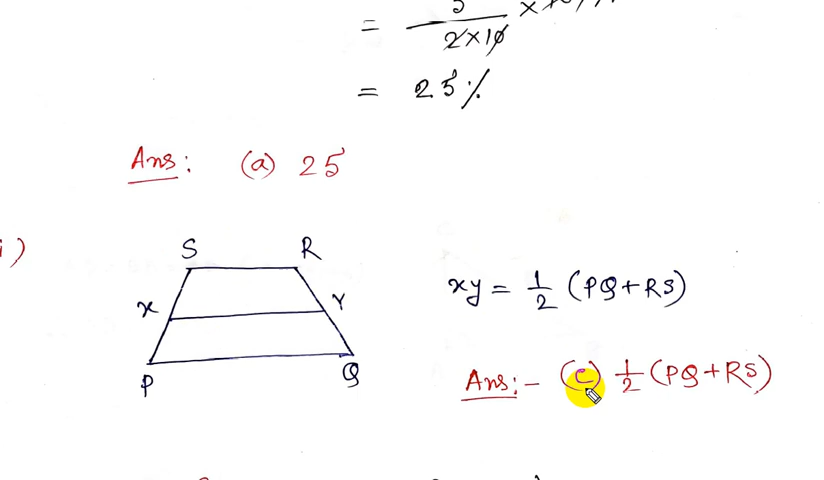 = 5/2×10 ×
= 25%
Ans: (a) 25
i)
S R
xy = 1/2 (PQ+RS)
X Y
P Q
Ans:- (c) 1/2 (PQ+RS)